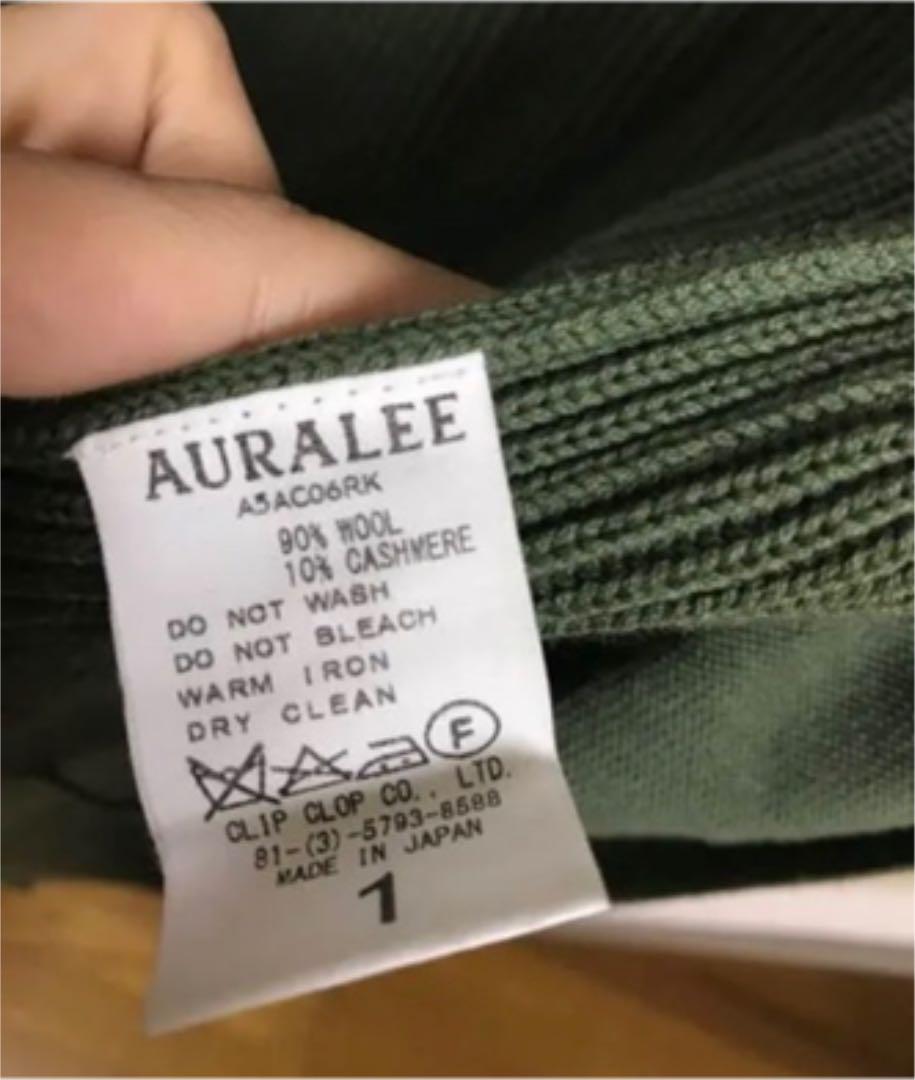 AURALEE
A5AC06RK
90% WOOL
10% CASHMERE
DO NOT WASH
DO NOT BLEACH
WARM IRON
DRY CLEAN
F
CLIP CLOP CO., LTD.
81-(3)-5793-8588
MADE IN JAPAN
1